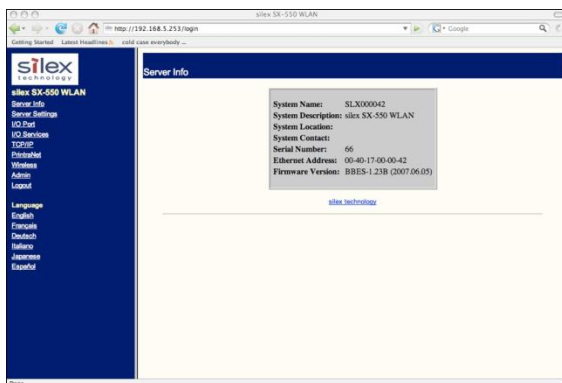 silex SX-550 WLAN
http://192.168.5.253/login
Google
Getting Started Latest Headlines cold case everybody ...
silex
technology
silex SX-550 WLAN
Server Info
Server Settings
I/O Port
I/O Services
TCP/IP
PrintraNet
Wireless
Admin
Logout
Language
English
Français
Deutsch
Italiano
Japanese
Español
Server Info
System Name: SLX000042
System Description: silex SX-550 WLAN
System Location:
System Contact:
Serial Number: 66
Ethernet Address: 00-40-17-00-00-42
Firmware Version: BBES-1.23B (2007.06.05)
silex technology